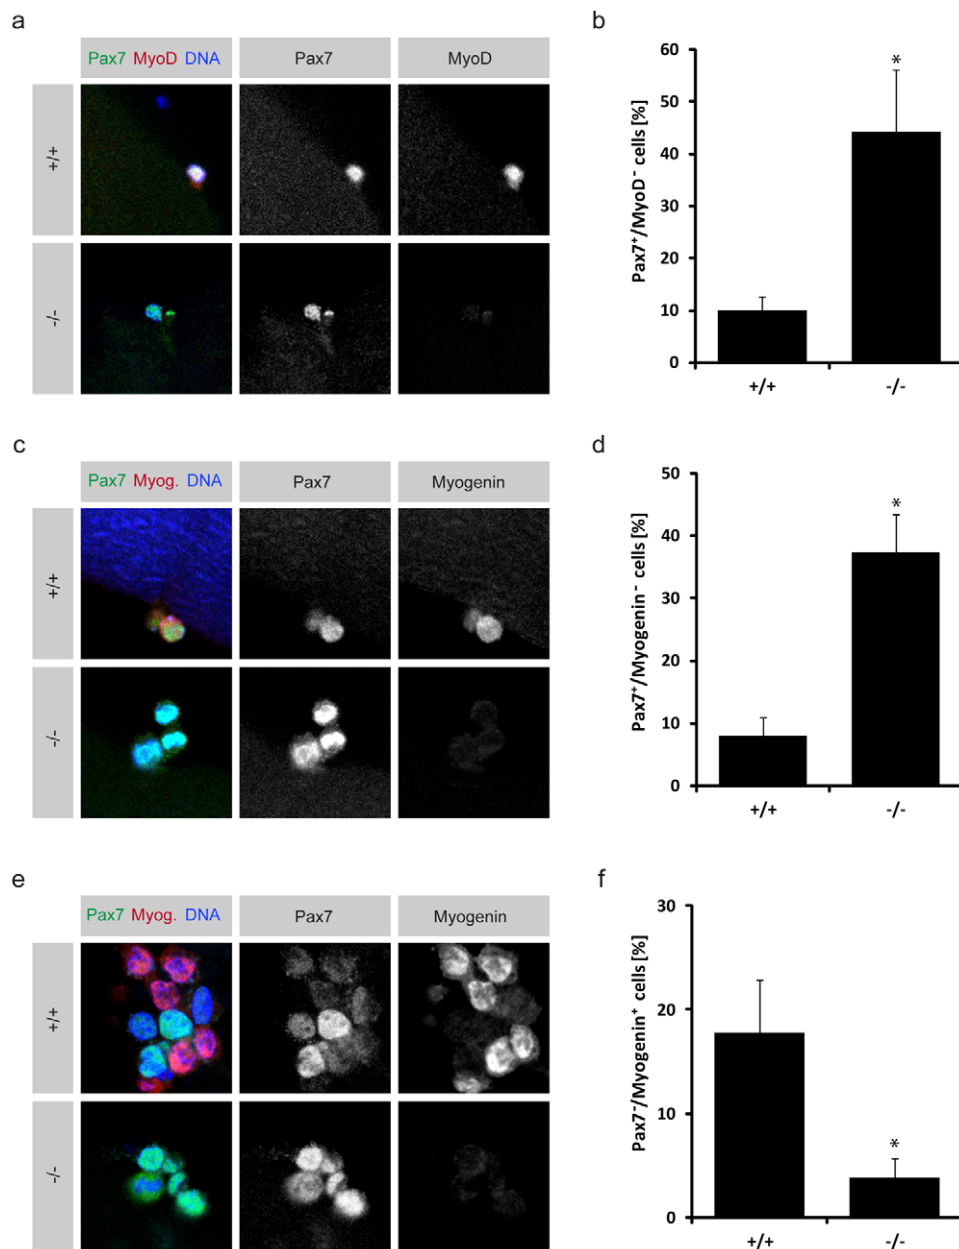 a
Pax7 MyoD DNA
Pax7
MyoD
+/+
-/-
b
Pax7⁺/MyoD⁻ cells [%]
60
50
40
30
20
10
0
*
+/+
-/-
c
Pax7 Myog. DNA
Pax7
Myogenin
+/+
-/-
d
Pax7⁺/Myogenin⁻ cells [%]
50
40
30
20
10
0
*
+/+
-/-
e
Pax7 Myog. DNA
Pax7
Myogenin
+/+
-/-
f
Pax7⁻/Myogenin⁺ cells [%]
30
20
10
0
*
+/+
-/-